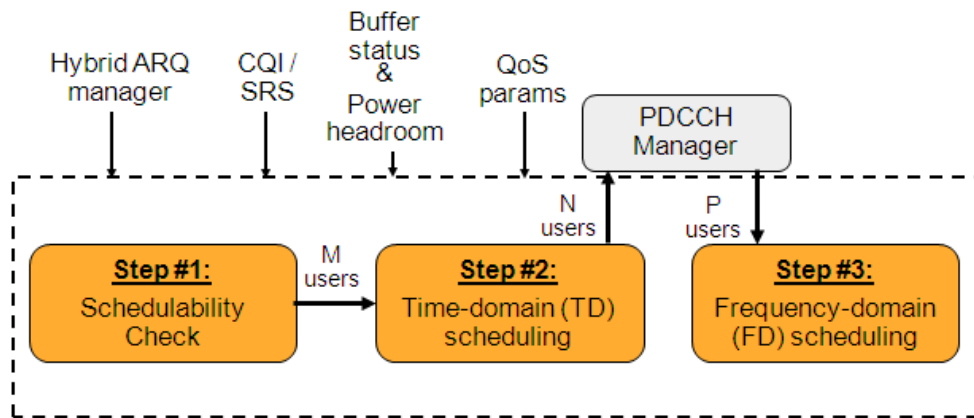 Hybrid ARQ
manager
CQI /
SRS
Buffer
status
&
Power
headroom
QoS
params
PDCCH
Manager
N
users
P
users
Step #1:
Schedulability
Check
M
users
Step #2:
Time-domain (TD)
scheduling
Step #3:
Frequency-domain
(FD) scheduling